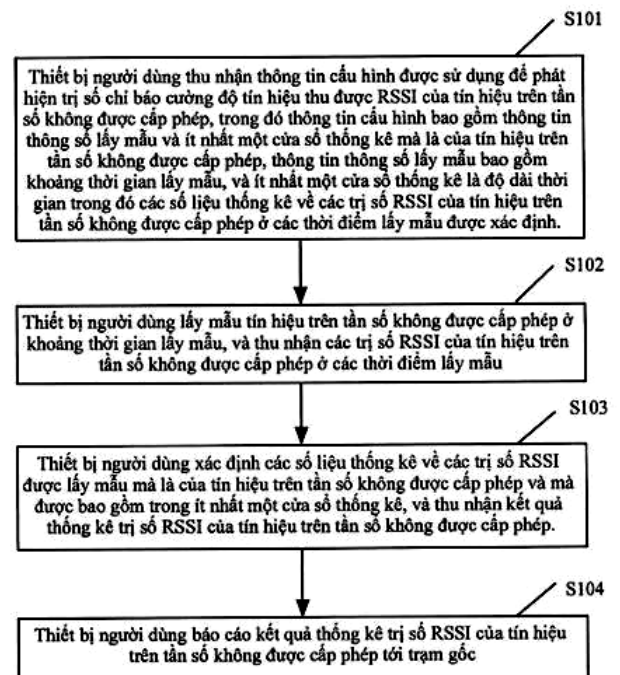 S101
Thiết bị người dùng thu nhận thông tin cấu hình được sử dụng để phát
hiện trị số chỉ báo cường độ tín hiệu thu được RSSI của tín hiệu trên tần
số không được cấp phép, trong đó thông tin cấu hình bao gồm thông tin
thông số lấy mẫu và ít nhất một cửa sổ thống kê mà là của tín hiệu trên
tần số không được cấp phép, thông tin thông số lấy mẫu bao gồm
khoảng thời gian lấy mẫu, và ít nhất một cửa sổ thống kê là độ dài thời
gian trong đó các số liệu thống kê về các trị số RSSI của tín hiệu trên
tần số không được cấp phép ở các thời điểm lấy mẫu được xác định.
S102
Thiết bị người dùng lấy mẫu tín hiệu trên tần số không được cấp phép ở
khoảng thời gian lấy mẫu, và thu nhận các trị số RSSI của tín hiệu trên
tần số không được cấp phép ở các thời điểm lấy mẫu
S103
Thiết bị người dùng xác định các số liệu thống kê về các trị số RSSI
được lấy mẫu mà là của tín hiệu trên tần số không được cấp phép và mà
được bao gồm trong ít nhất một cửa sổ thống kê, và thu nhận kết quả
thống kê trị số RSSI của tín hiệu trên tần số không được cấp phép.
S104
Thiết bị người dùng báo cáo kết quả thống kê trị số RSSI của tín hiệu
trên tần số không được cấp phép tới trạm gốc